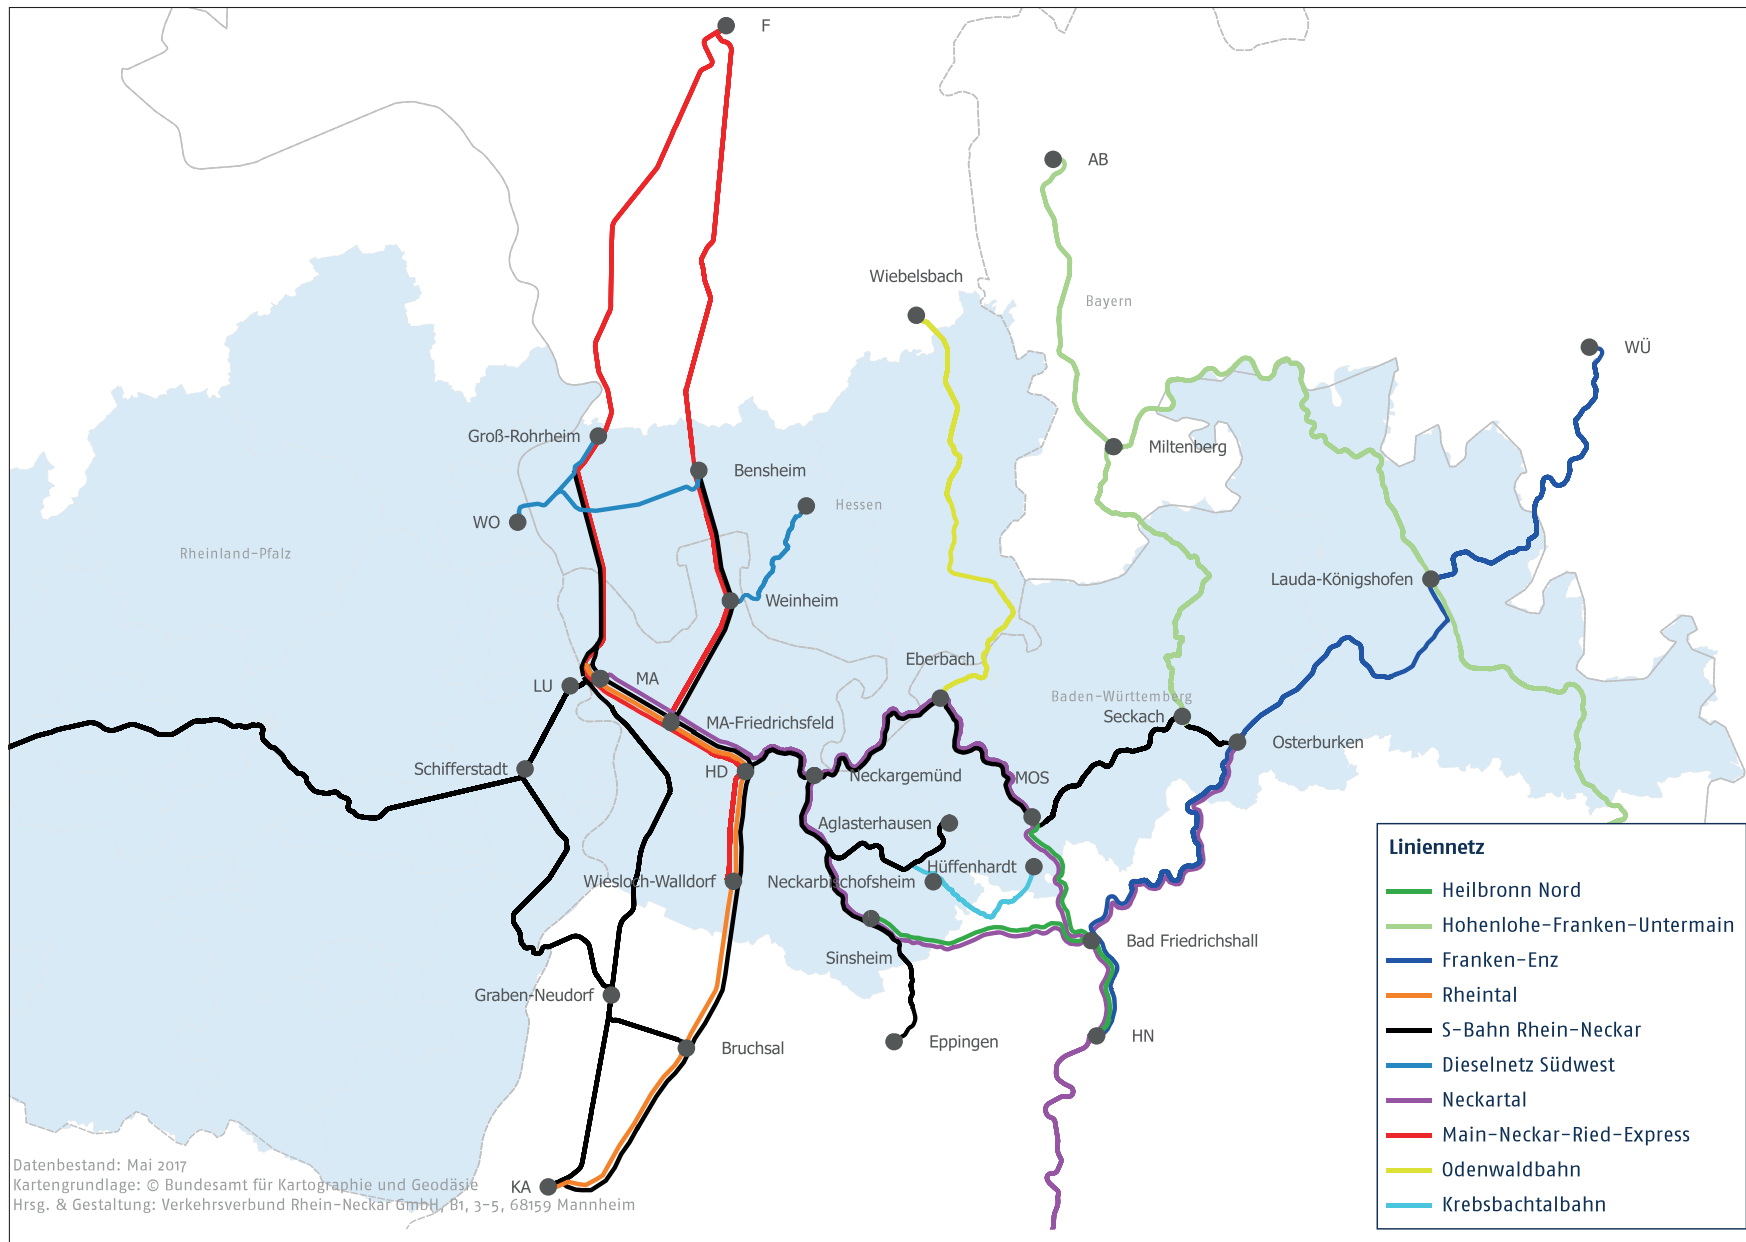 F
AB
Wiebelsbach
Bayern
WÜ
Groß-Rohrheim
Miltenberg
Bensheim
Hessen
WO
Rheinland-Pfalz
Lauda-Königshofen
Weinheim
Eberbach
MA
LU
Baden-Württemberg
Seckach
MA-Friedrichsfeld
Osterburken
Schifferstadt
HD
Neckargemünd
MOS
Aglasterhausen
Hüffenhardt
Wiesloch-Walldorf
Neckarbischofsheim
Sinsheim
Bad Friedrichshall
Graben-Neudorf
HN
Eppingen
Bruchsal
KA
Liniennetz
Heilbronn Nord
Hohenlohe-Franken-Untermain
Franken-Enz
Rheintal
S-Bahn Rhein-Neckar
Dieselnetz Südwest
Neckartal
Main-Neckar-Ried-Express
Odenwaldbahn
Krebsbachtalbahn
Datenbestand: Mai 2017
Kartengrundlage: © Bundesamt für Kartographie und Geodäsie
Hrsg. & Gestaltung: Verkehrsverbund Rhein-Neckar GmbH, B1, 3-5, 68159 Mannheim